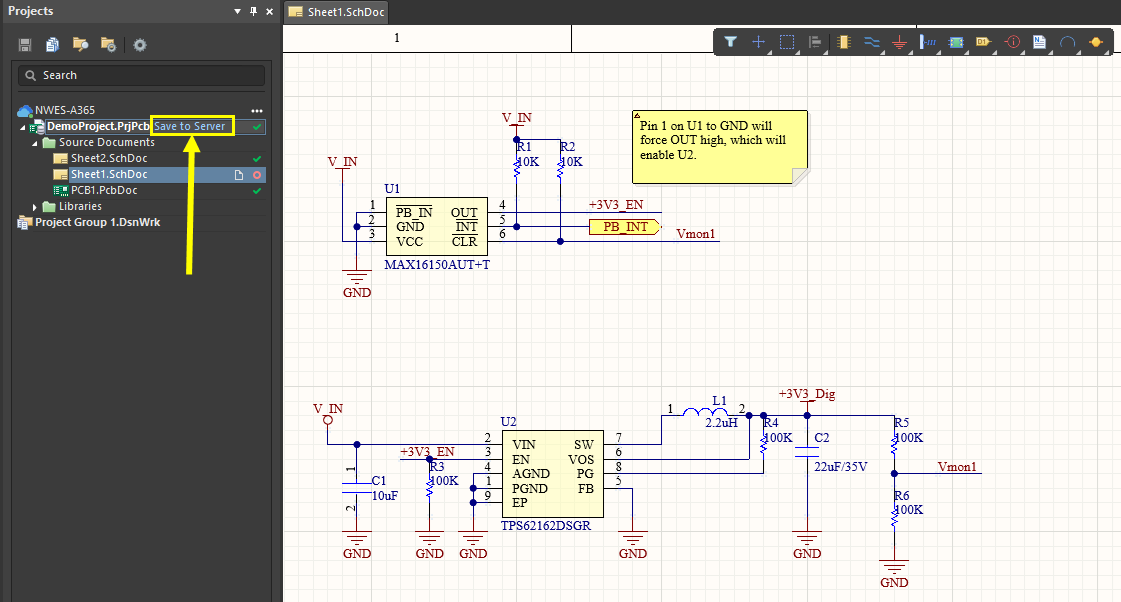 Projects
Search
NWES-A365
DemoProject.PrjPcb Save to Server
Source Documents
Sheet2.SchDoc
Sheet1.SchDoc
PCB1.PcbDoc
Libraries
Project Group 1.DsnWrk
Sheet1.SchDoc
1
Pin 1 on U1 to GND will
force OUT high, which will
enable U2.
V_IN
R1
10K
R2
10K
V_IN
U1
1 PB_IN OUT 4 +3V3_EN
2 GND INT 5 PB_INT
3 VCC CLR 6 Vmon1
MAX16150AUT+T
GND
+3V3_Dig
V_IN
L1
1 2
2.2uH
U2
2 VIN SW 7
3 EN VOS 6
4 AGND PG 8
1 PGND FB 5
9 EP
TPS62162DSGR
+3V3_EN
R3
100K
1
C1
10uF
2
R4
100K
C2
22uF/35V
R5
100K
Vmon1
R6
100K
GND
GND
GND
GND
GND
GND